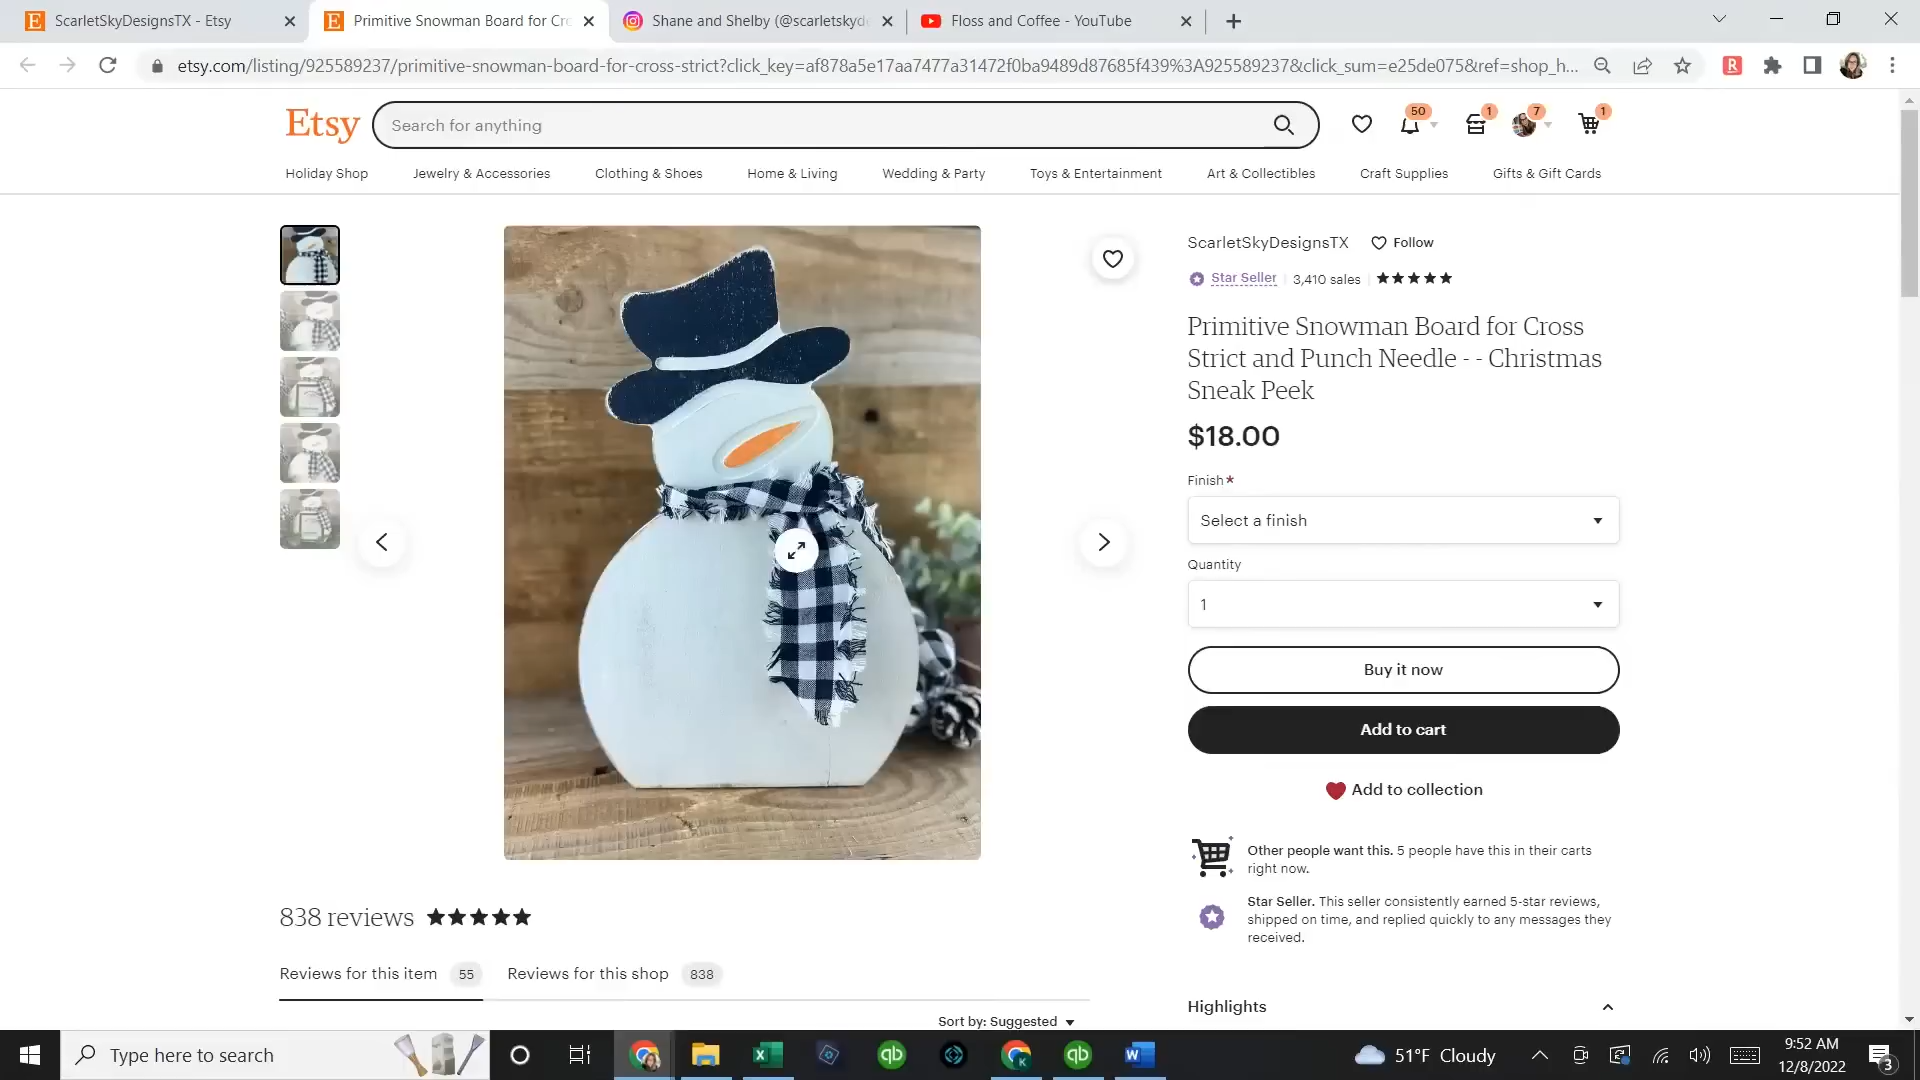 ScarletSkyDesignsTX - Etsy
Primitive Snowman Board for Cro
Shane and Shelby (@scarletskyde
Floss and Coffee - YouTube
etsy.com/listing/925589237/primitive-snowman-board-for-cross-strict?click_key=af878a5e17aa7477a31472f0ba9489d87685f439%3A925589237&click_sum=e25de075&ref=shop_h...
Etsy
Search for anything
50
1
7
1
Holiday Shop
Jewelry & Accessories
Clothing & Shoes
Home & Living
Wedding & Party
Toys & Entertainment
Art & Collectibles
Craft Supplies
Gifts & Gift Cards
ScarletSkyDesignsTX
Follow
Star Seller
3,410 sales
Primitive Snowman Board for Cross
Strict and Punch Needle - - Christmas
Sneak Peek
$18.00
Finish*
Select a finish
Quantity
1
Buy it now
Add to cart
Add to collection
Other people want this. 5 people have this in their carts
right now.
Star Seller. This seller consistently earned 5-star reviews,
shipped on time, and replied quickly to any messages they
received.
Highlights
838 reviews
Reviews for this item 55
Reviews for this shop 838
Sort by: Suggested
Type here to search
51°F Cloudy
9:52 AM
12/8/2022
3